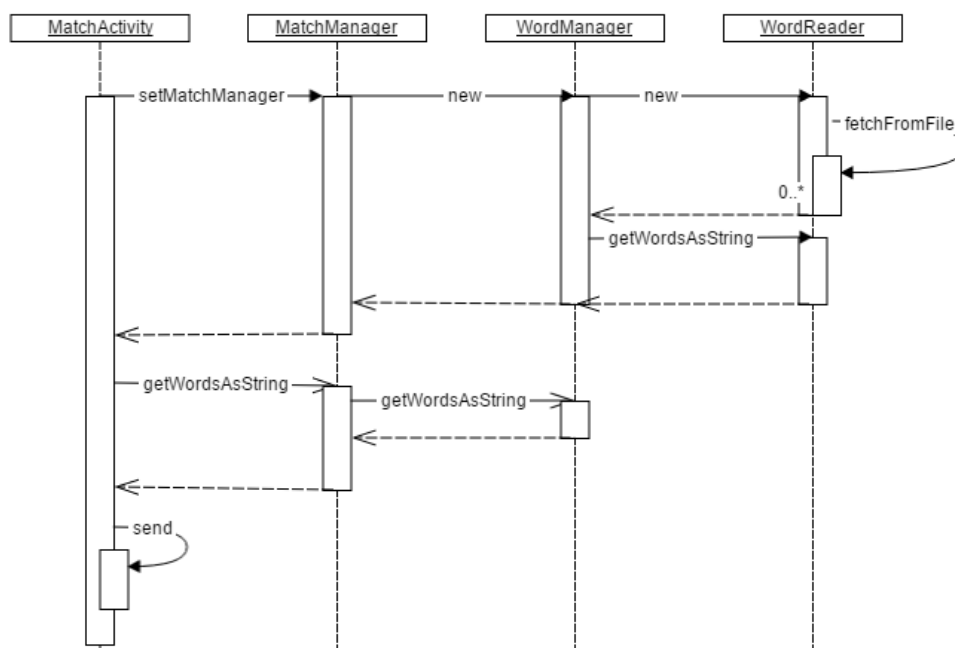 MatchActivity
MatchManager
WordManager
WordReader
setMatchManager
new
new
fetchFromFile
0..*
getWordsAsString
getWordsAsString
getWordsAsString
send